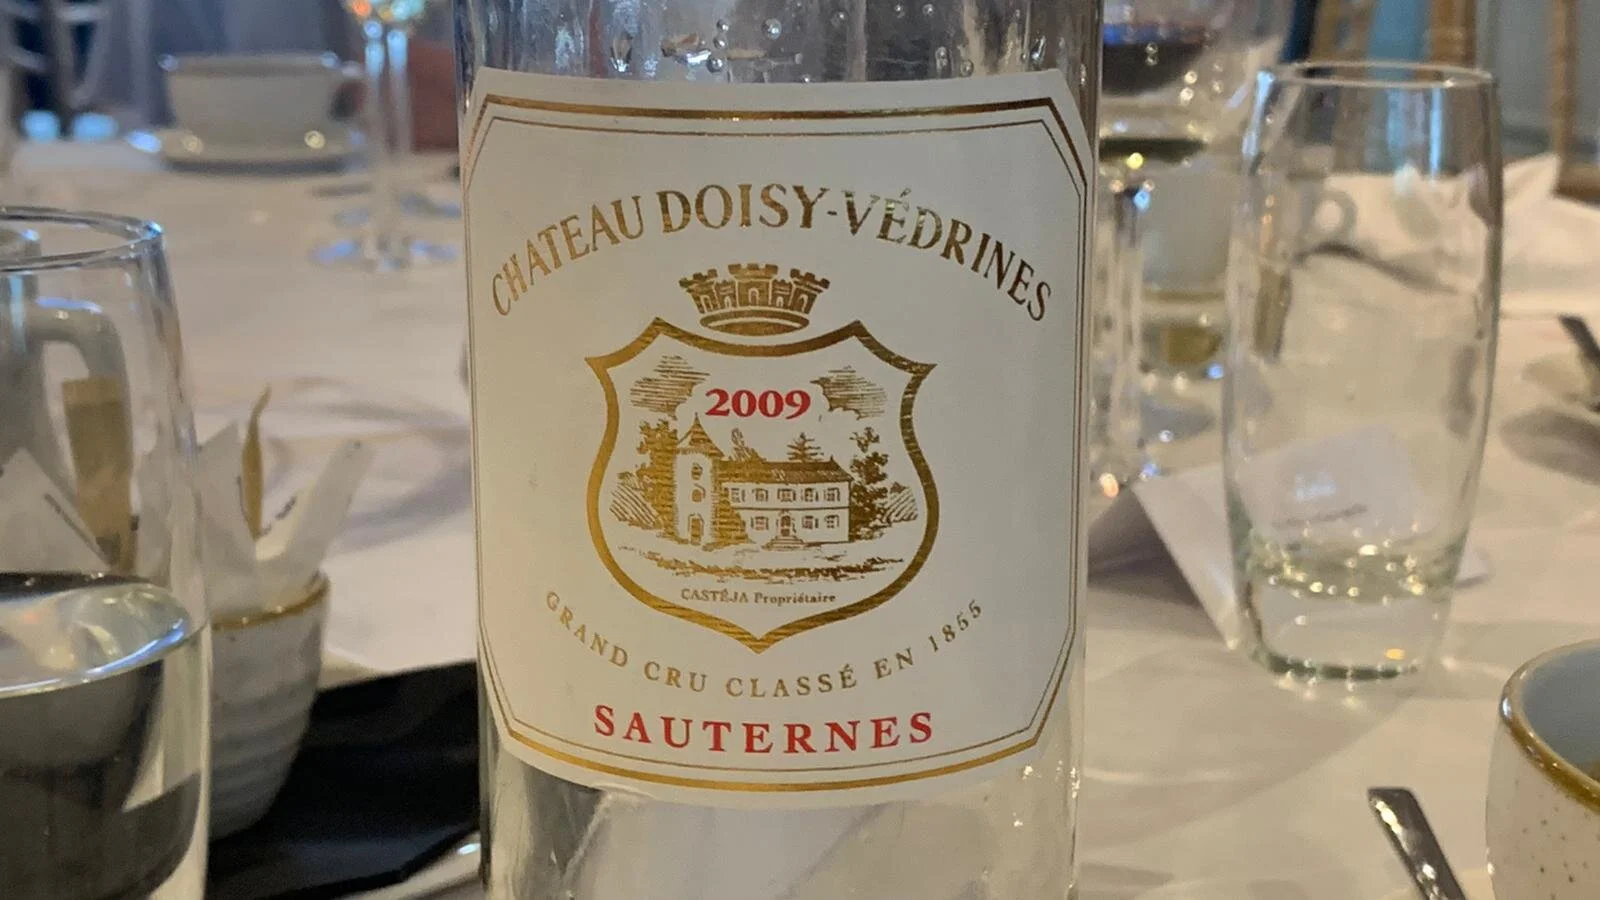 CHATEAU DOISY-VÉDRINES
2009
CASTÉJA Propriétaire
GRAND CRU CLASSÉ EN 1855
SAUTERNES